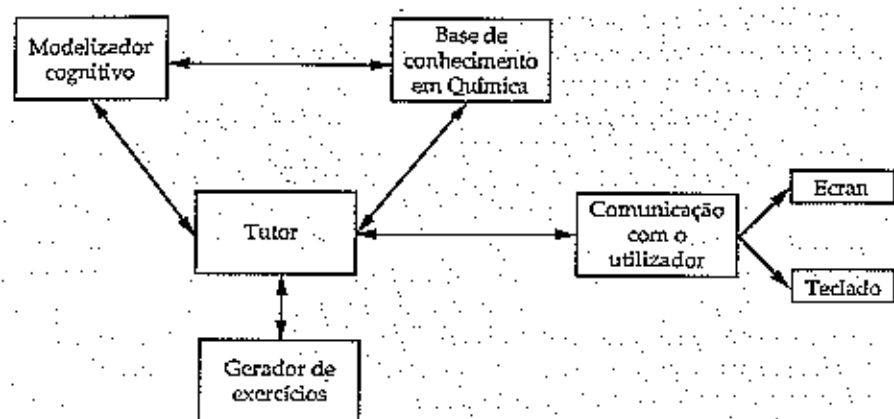 Modelizador
cognitivo
Base de
conhecimento
em Química
Tutor
Comunicação
com o
utilizador
Ecran
Teclado
Gerador de
exercícios